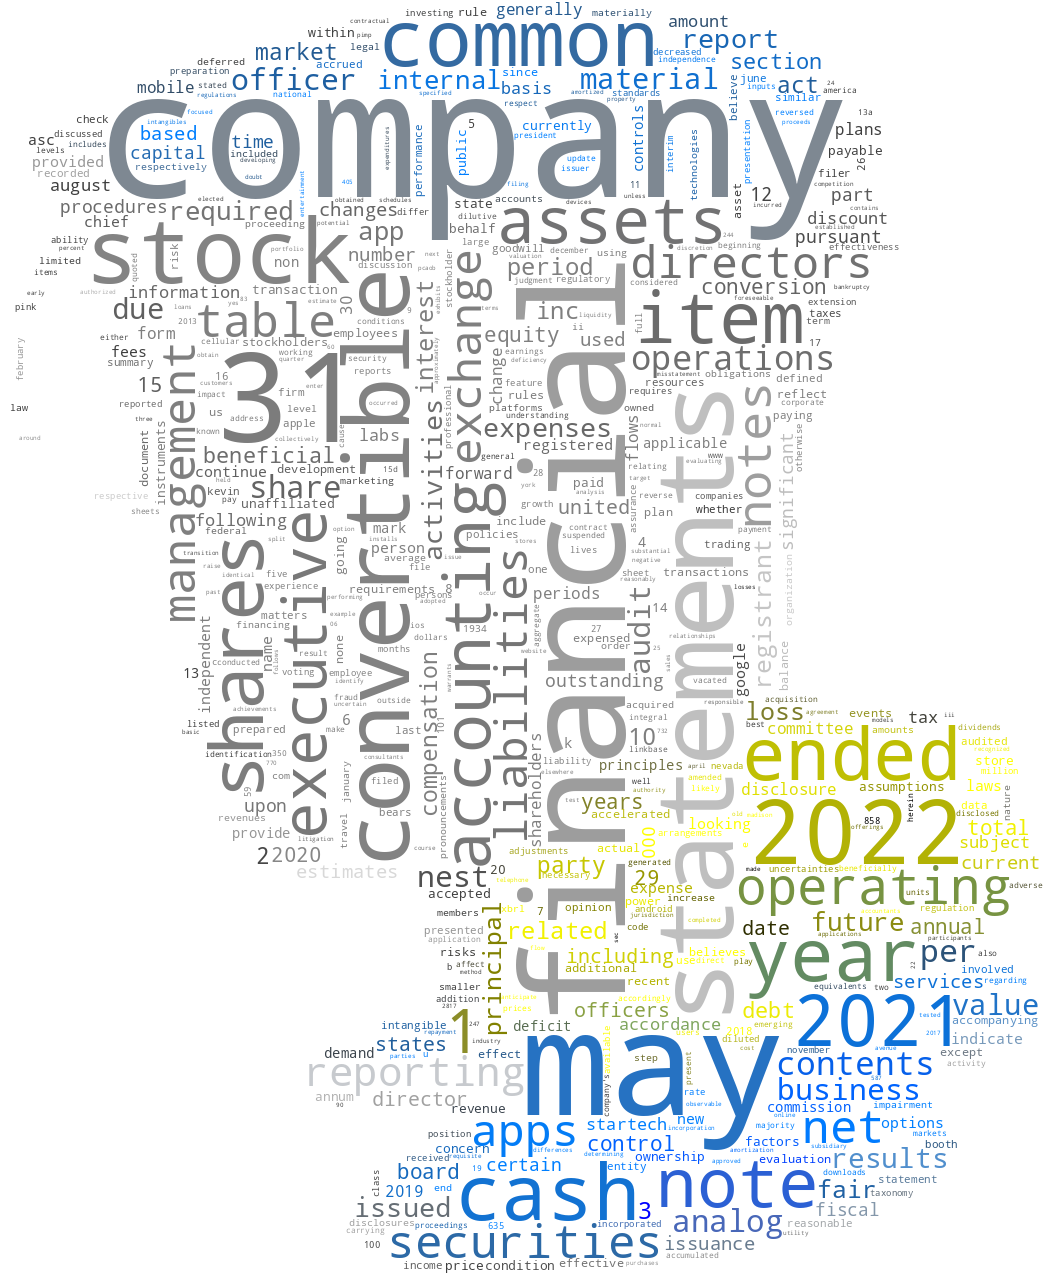 common
company
generally
investing
rule
materially
contractual
pimp
within
legal
amount
report
market
officer
internal
since
basis
material
section
act
decreased
independence
deferred
preparation
stated
mobile
accrued
june
believe
similar
america
24
inputs
regulations
national
specified
amortized
standards
property
respect
reversed
proceeds
13a
check
discussed
includes
asc
levels
intangibles
focused
based
time
capital
included
developing
respectively
doubt
performance
expenditures
public
5
currently
president
update
issuer
controls
interim
technologies
presentation
plans
payable
26
provided
recorded
august
405
filing
11
unless
12
filer
competition
part
contains
procedures
required
elected
entertainment
obtained
schedules
changes
differ
state
accounts
dilutive
devices
asset
incurred
discount
established
pursuant
effectiveness
chief
proceeding
potential
app
number
behalf
assets
244
beginning
ability
percent
limited
items
risk
quoted
stock
non
portfolio
discussion
next
large
goodwill
december
using
valuation
discretion
directors
considered
period
judgment
regulatory
conversion
bankruptcy
early
pink
information
authorized
transaction
estimate
30
9
exhibits
stockholder
terms
inc
liquidity
item
foreseeable
extension
taxes
term
due
loans
yes
83
2013
table
conditions
employees
interest
exchange
equity
ii
used
full
17
either
form
cellular
stockholders
60
february
fees
summary
obtain
working
quarter
security
approximately
change
earnings
deficiency
operations
misstatement
obligations
defined
resources
15
16
customers
enter
reports
feature
requires
reflect
corporate
31
law
reported
impact
firm
occurred
rules
owned
paying
three
us
address
level
apple
platforms
professional
understanding
normal
around
known
collectively
cause
labs
expenses
flows
notes
management
beneficial
activities
general
registered
applicable
www
evaluating
otherwise
document
instruments
continue
development
15d
forward
relating
significant
held
marketing
28
target
respective
kevin
share
york
paid
analysis
reverse
companies
sheets
pay
unaffiliated
growth
united
assurance
plan
whether
payment
following
option
mark
include
contract
federal
split
installs
policies
suspended
4
trading
transition
going
person
stores
lives
substantial
registrant
organization
average
issue
negative
raise
identical
five
file
one
sheet
transactions
reasonably
past
experience
requirements
8
occur
periods
losses
performing
persons
adopted
aggregate
14
matters
example
financing
06
ios
1934
27
audit
relationships
independent
name
follows
result
none
dollars
website
expensed
order
cconducted
executive
months
25
balance
13
voting
employee
compensation
outstanding
sales
google
vacated
shares
identify
warrants
responsible
achievements
fraud
uncertain
outside
101
acquired
acquisition
listed
basic
prepared
make
6
last
integral
loss
agreement
events
tax
iii
convertible
accounting
liabilities
shareholders
10
732
best
models
committee
amounts
dividends
identification
350
consultants
k
linkbase
audited
recognized
770
liability
principles
april
nevada
ended
store
million
com
filed
elsewhere
well
authority
amended
likely
disclosure
assumptions
laws
59
january
pronouncements
test
years
accelerated
nature
upon
bears
000
looking
data
revenues
travel
2022
858
herein
disclosed
provide
litigation
actual
arrangements
offerings
total
2
2020
course
adjustments
subject
estimates
nest
20
party
generated
made
uncertainties
beneficially
current
accepted
telephone
necessary
29
expense
operating
units
adverse
members
xbrl
7
opinion
power
android
increase
date
future
regulation
presented
application
principal
related
code
jurisdiction
completed
annual
applications
participants
risks
sec
including
believes
year
per
also
b
affect
method
additional
direct
play
22
involved
regarding
smaller
recent
equivalents
two
services
addition
accordingly
debt
2021
value
2817
officers
accordance
2018
emerging
tested
2017
accompanying
intangible
1
247
deficit
diluted
indicate
repayment
industry
states
available
cost
demand
parties
u
effect
step
november
avenue
except
activity
reporting
financial
statements
may
contents
annum
director
company's
present
rate
business
587
90
revenue
observable
commission
impairment
startech
new
online
options
position
incorporation
majority
net
markets
concern
apps
differences
control
factors
subsidiary
booth
received
requisite
determining
ownership
amortization
evaluation
results
class
board
19
certain
entity
approved
downloads
statement
2019
end
cash
3
note
fair
taxonomy
issued
fiscal
disclosures
carrying
proceedings
635
incorporated
analog
reasonable
utility
100
securities
issuance
accumulated
income
price
condition
effective
purchases